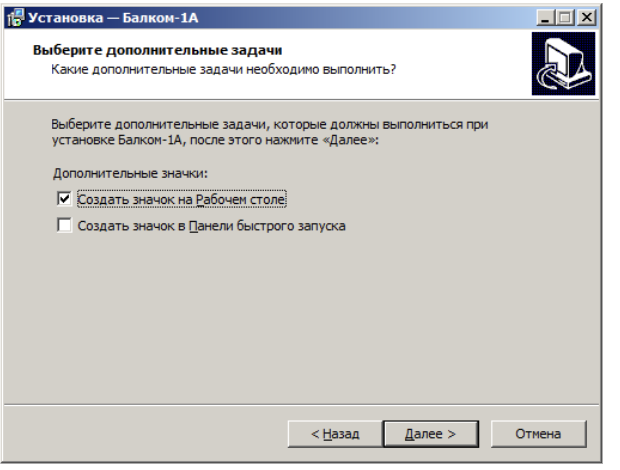 Установка — Балком-1А
Выберите дополнительные задачи
Какие дополнительные задачи необходимо выполнить?
Выберите дополнительные задачи, которые должны выполниться при
установке Балком-1А, после этого нажмите «Далее»:
Дополнительные значки:
Создать значок на Рабочем столе
Создать значок в Панели быстрого запуска
< Назад
Далее >
Отмена